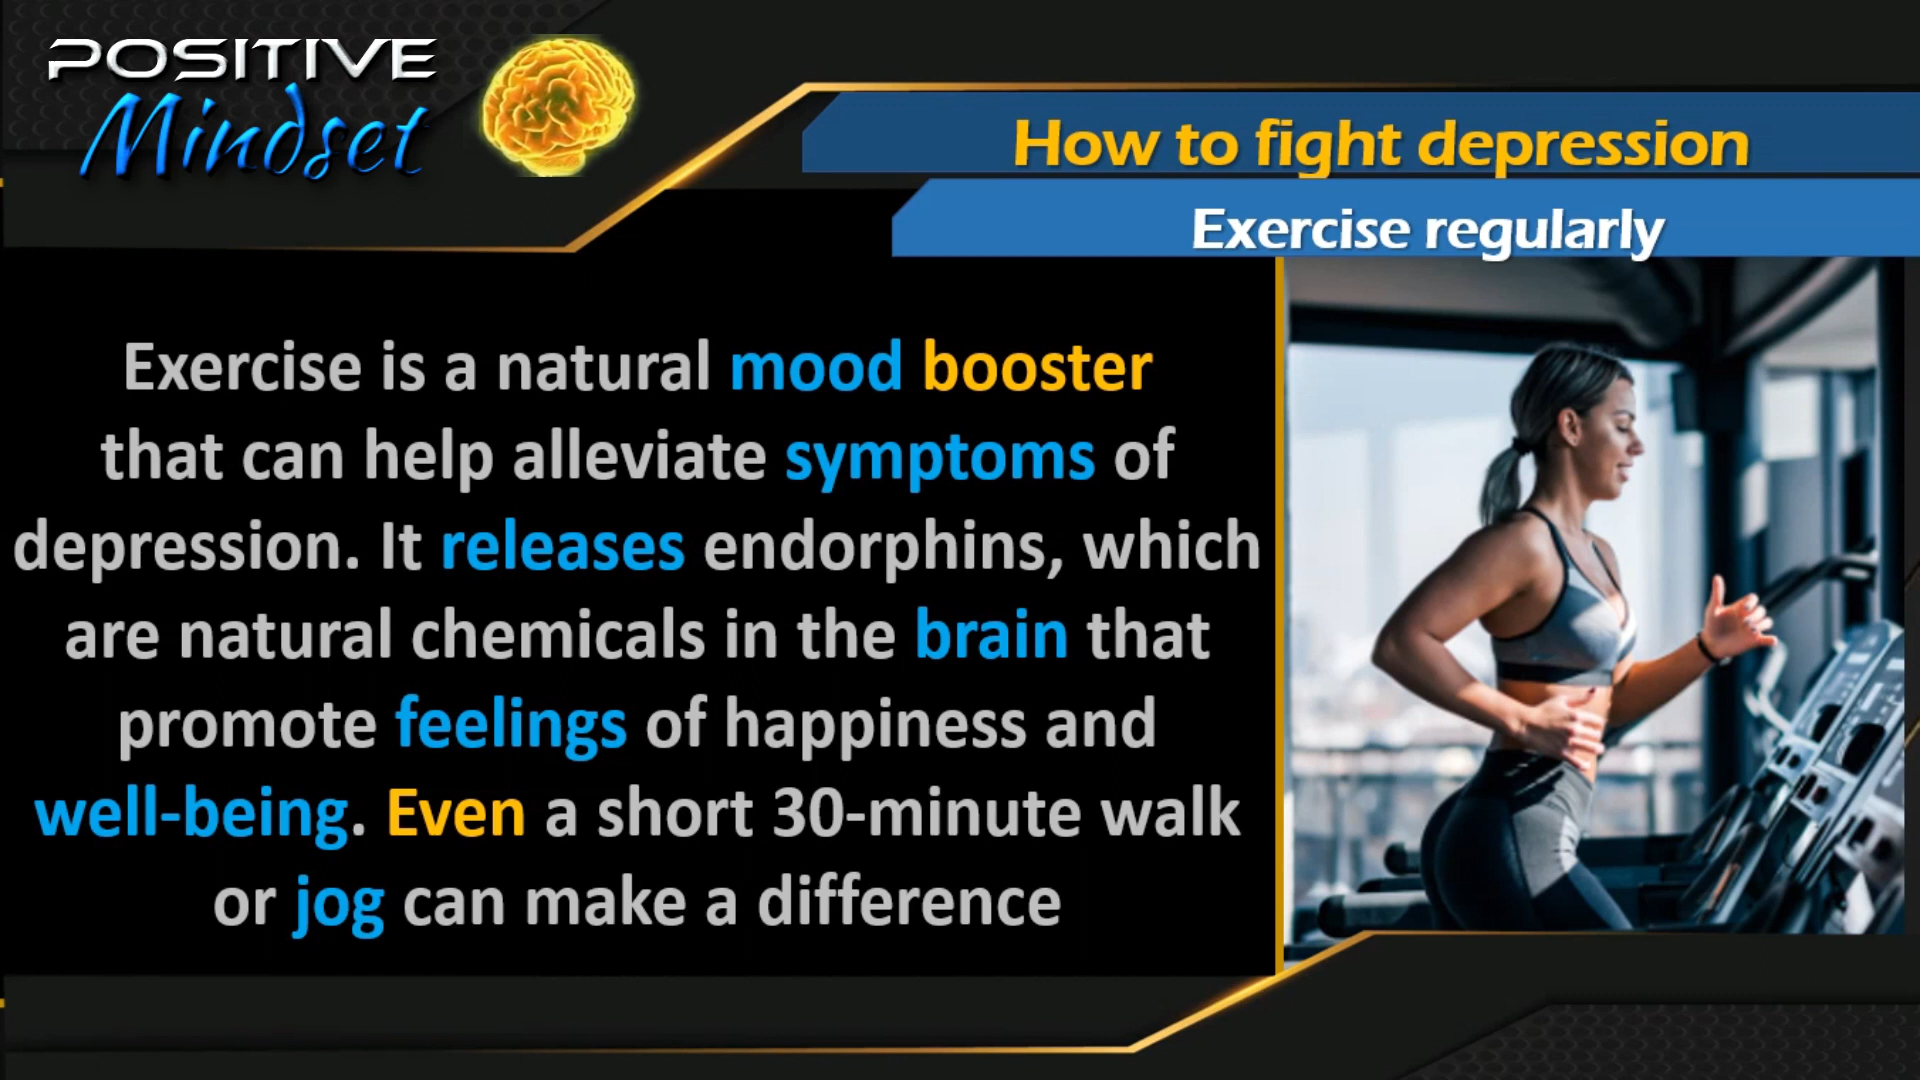 POSITIVE
Mindset
How to fight depression
Exercise regularly
Exercise is a natural mood booster
that can help alleviate symptoms of
depression. It releases endorphins, which
are natural chemicals in the brain that
promote feelings of happiness and
well-being. Even a short 30-minute walk
or jog can make a difference